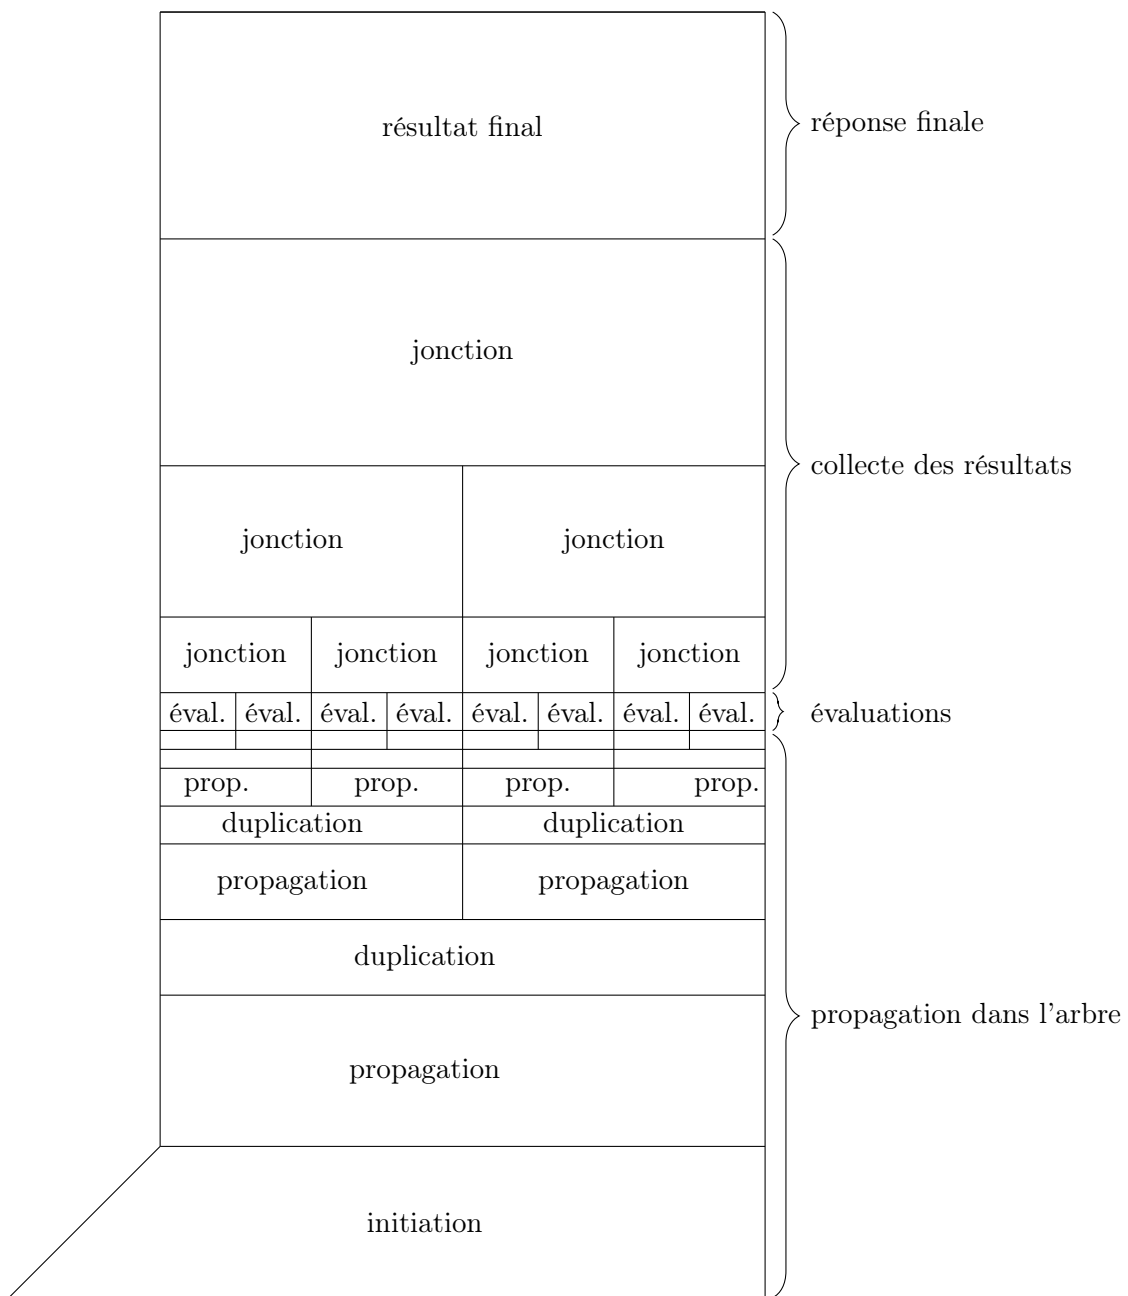 résultat final
réponse finale
jonction
collecte des résultats
jonction jonction
jonction jonction jonction jonction
éval. éval. éval. éval. éval. éval. éval. éval.
évaluations
prop. prop. prop. prop.
duplication duplication
propagation propagation
duplication
propagation dans l'arbre
propagation
initiation